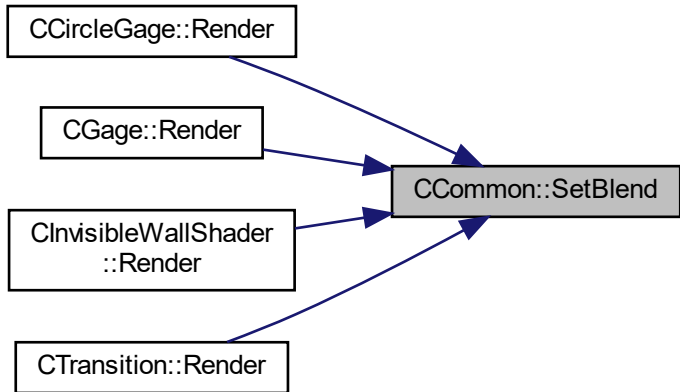 CCircleGage::Render
CGage::Render
CCommon::SetBlend
CInvisibleWallShader
::Render
CTransition::Render